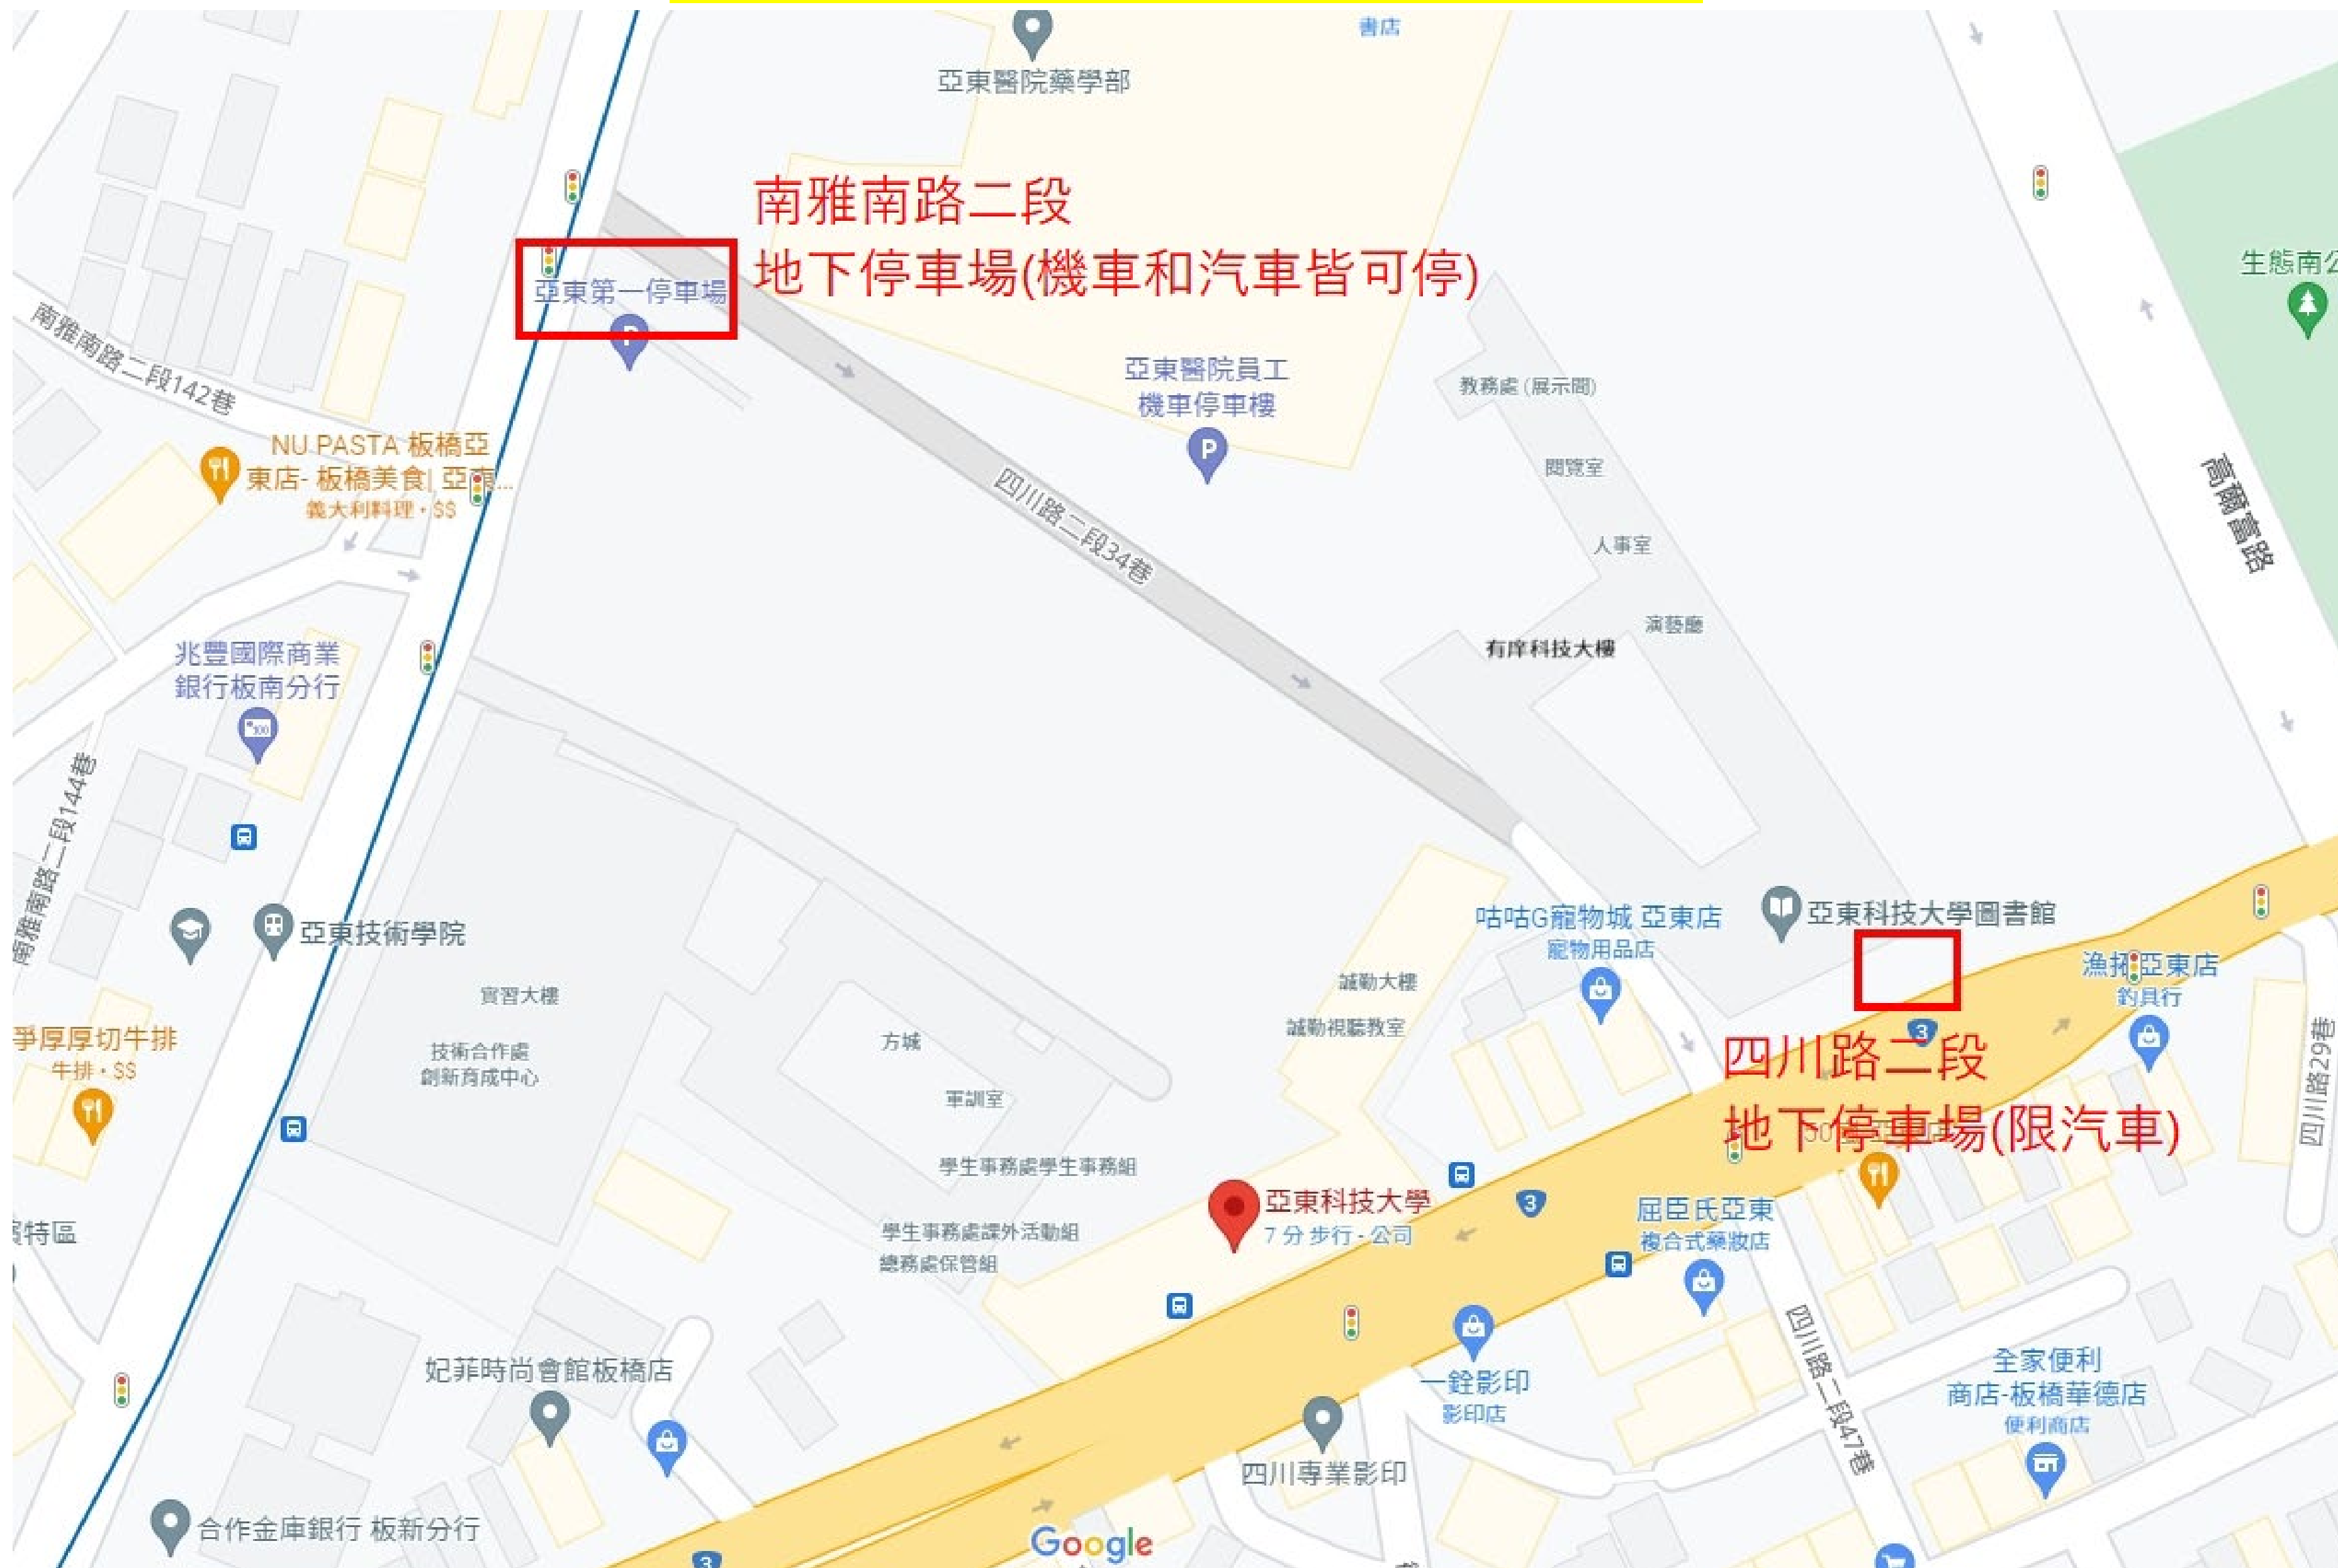 書店
亞東醫院藥學部
南雅南路二段
地下停車場(機車和汽車皆可停)
生態南公
亞東第一停車場
P
南雅南路二段142巷
亞東醫院員工
機車停車樓
P
教務處 (展示間)
NU PASTA 板橋亞
東店- 板橋美食| 亞東...
義大利料理・$$
閱覽室
四川路二段34巷
高爾富路
人事室
演藝廳
有庠科技大樓
兆豐國際商業
銀行板南分行
南雅南路二段144巷
亞東技術學院
咕咕G寵物城 亞東店
寵物用品店
亞東科技大學圖書館
漁拓 亞東店
釣具行
實習大樓
誠勤大樓
誠勤視聽教室
爭厚厚切牛排
牛排・$$
技術合作處
創新育成中心
方城
軍訓室
3
四川路二段
地下停車場(限汽車)
四川路29巷
學生事務處學生事務組
亞東科技大學
7 分 步行 - 公司
3
屈臣氏亞東
複合式藥妝店
學生事務處課外活動組
總務處保管組
特區
妃菲時尚會館板橋店
一銓影印
影印店
四川路二段47巷
全家便利
商店-板橋華德店
便利商店
四川專業影印
合作金庫銀行 板新分行
Google
3